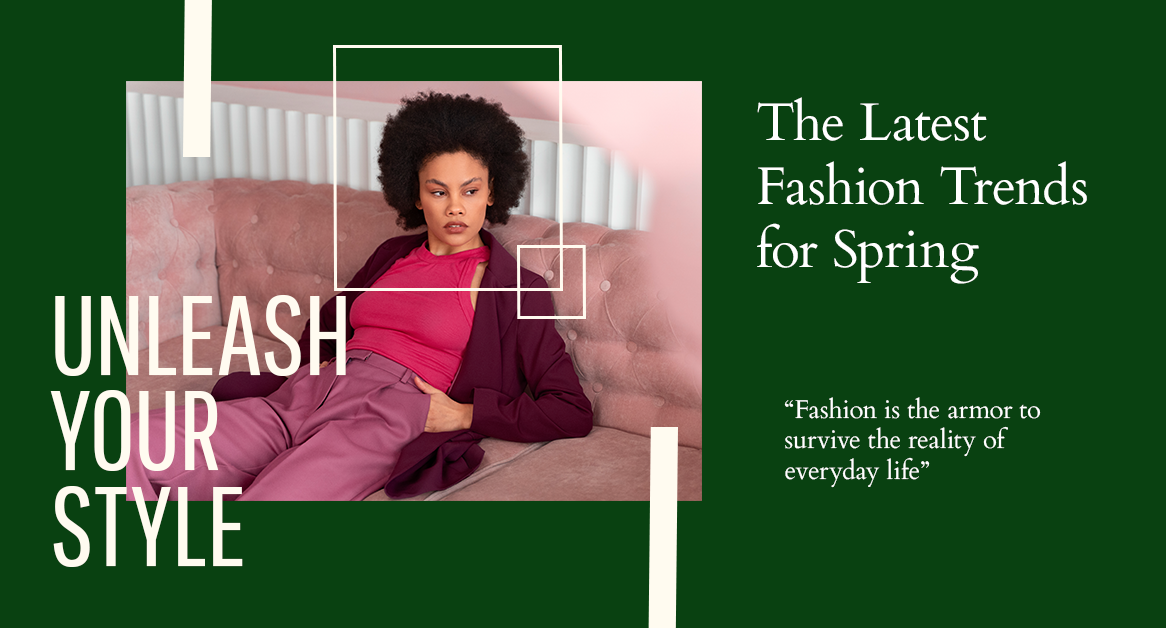 UNLEASH
YOUR
STYLE
The Latest
Fashion Trends
for Spring
“Fashion is the armor to
survive the reality of
everyday life”